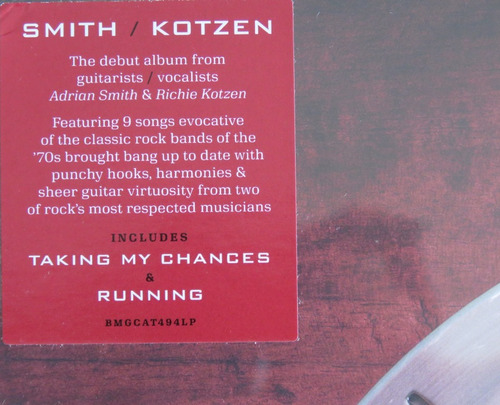 SMITH / KOTZEN
The debut album from
guitarists / vocalists
Adrian Smith & Richie Kotzen
Featuring 9 songs evocative
of the classic rock bands of the
'70s brought bang up to date with
punchy hooks, harmonies &
sheer guitar virtuosity from two
of rock's most respected musicians
INCLUDES
TAKING MY CHANCES
&
RUNNING
BMGCAT494LP